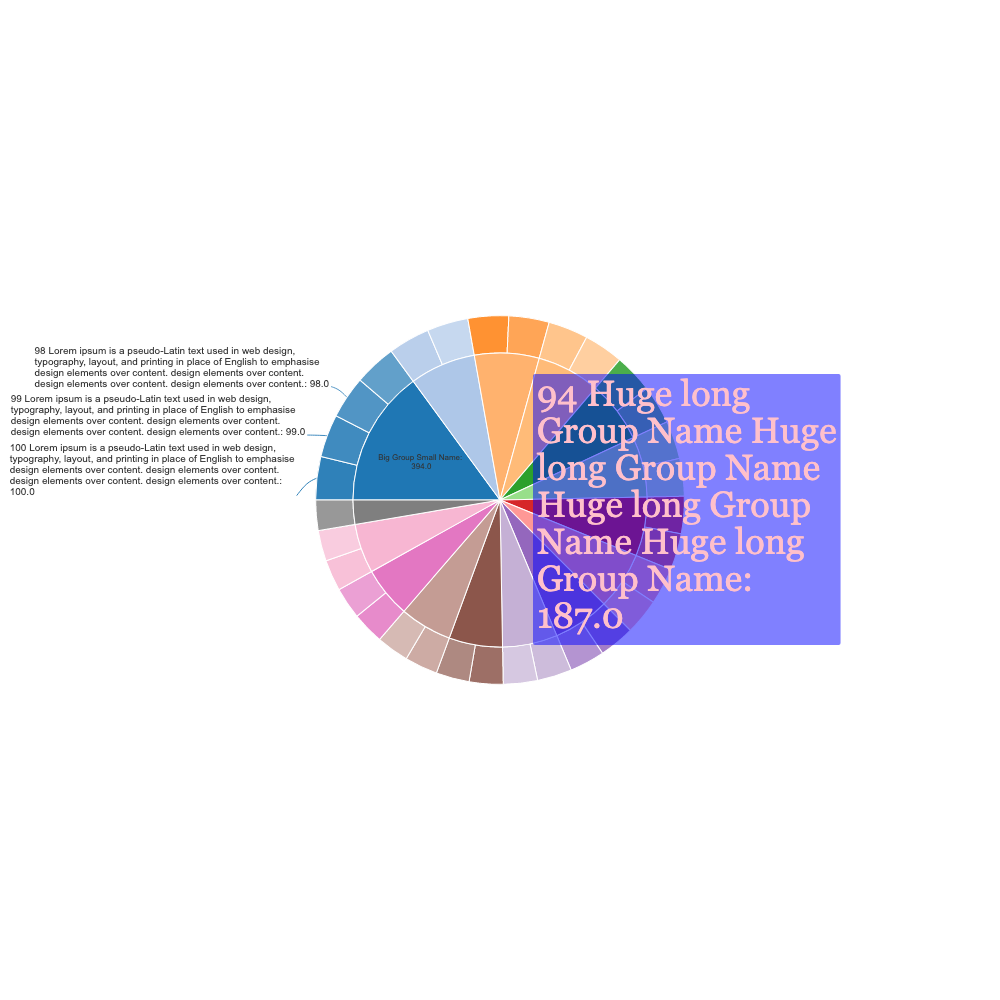 98 Lorem ipsum is a pseudo-Latin text used in web design,
typography, layout, and printing in place of English to emphasise
design elements over content. design elements over content.
design elements over content. design elements over content.: 98.0
99 Lorem ipsum is a pseudo-Latin text used in web design,
typography, layout, and printing in place of English to emphasise
design elements over content. design elements over content.
design elements over content. design elements over content.: 99.0
100 Lorem ipsum is a pseudo-Latin text used in web design,
typography, layout, and printing in place of English to emphasise
design elements over content. design elements over content.
design elements over content. design elements over content.:
100.0
Big Group Small Name:
394.0
94 Huge long
Group Name Huge
long Group Name
Huge long Group
Name Huge long
Group Name:
187.0